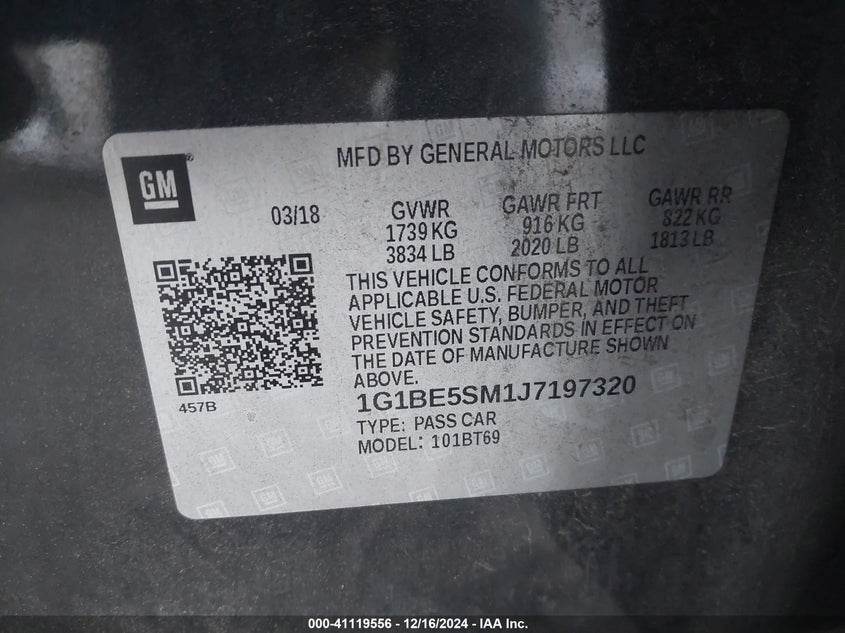 MFD BY GENERAL MOTORS LLC
GM
03/18
GVWR
1739 KG
3834 LB
GAWR FRT
916 KG
2020 LB
GAWR RR
822 KG
1813 LB
THIS VEHICLE CONFORMS TO ALL
APPLICABLE U.S. FEDERAL MOTOR
VEHICLE SAFETY, BUMPER, AND THEFT
PREVENTION STANDARDS IN EFFECT ON
THE DATE OF MANUFACTURE SHOWN
ABOVE.
457B
1G1BE5SM1J7197320
TYPE: PASS CAR
MODEL: 101BT69
000-41119556 - 12/16/2024 - IAA Inc.